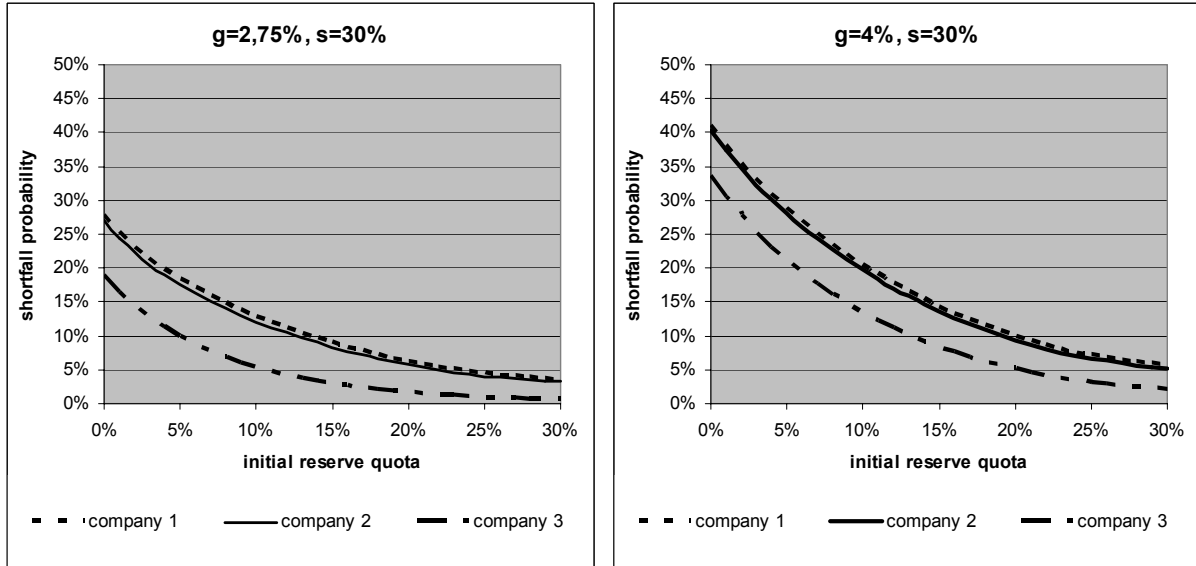 g=2,75%, s=30%
50%
45%
40%
35%
30%
25%
20%
15%
10%
5%
0%
shortfall probability
0% 5% 10% 15% 20% 25% 30%
initial reserve quota
company 1 company 2 company 3
g=4%, s=30%
50%
45%
40%
35%
30%
25%
20%
15%
10%
5%
0%
shortfall probability
0% 5% 10% 15% 20% 25% 30%
initial reserve quota
company 1 company 2 company 3